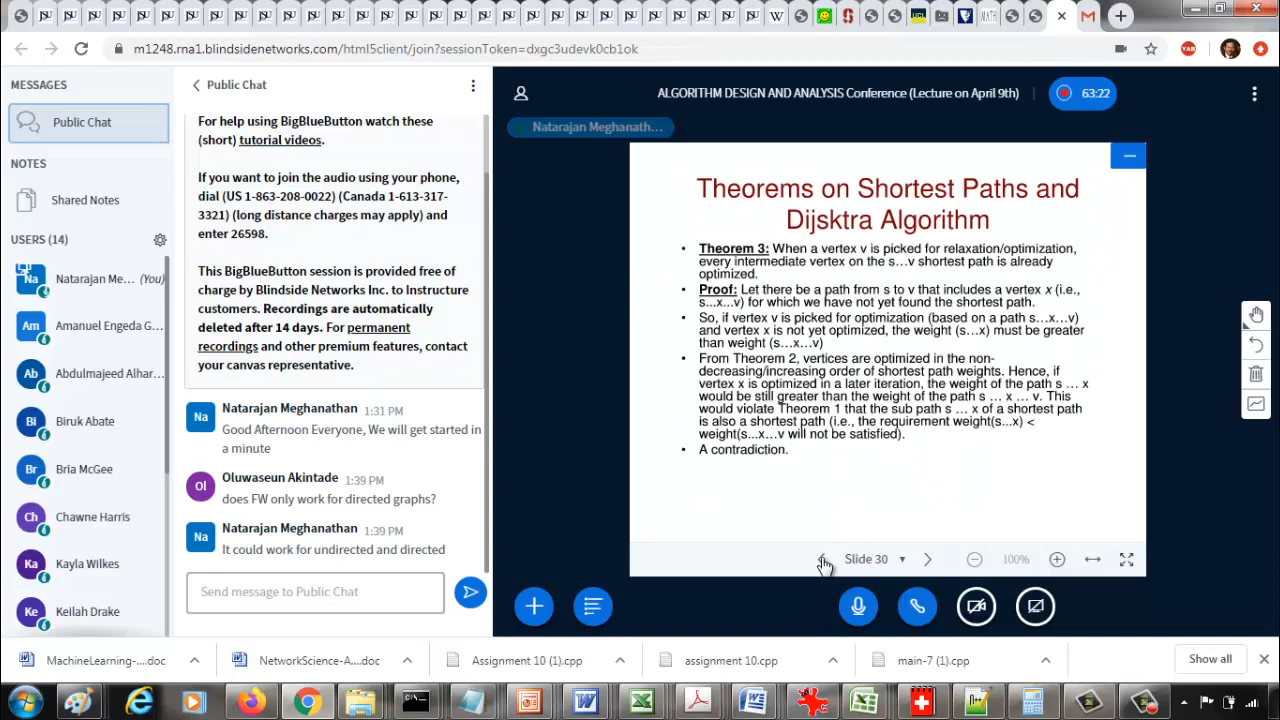 m1248.rna1.blindsidenetworks.com/html5client/join?sessionToken=dxgc3udevk0cb1ok
MESSAGES
Public Chat
NOTES
Shared Notes
USERS (14)
Na
Natarajan Me... (You)
Am
Amanuel Engeda G...
Ab
Abdulmajeed Alhar...
Bi
Biruk Abate
Br
Bria McGee
Ch
Chawne Harris
Ka
Kayla Wilkes
Ke
Keilah Drake
Public Chat
For help using BigBlueButton watch these
(short) tutorial videos.
If you want to join the audio using your phone,
dial (US 1-863-208-0022) (Canada 1-613-317-
3321) (long distance charges may apply) and
enter 26598.
This BigBlueButton session is provided free of
charge by Blindside Networks Inc. to Instructure
customers. Recordings are automatically
deleted after 14 days. For permanent
recordings and other premium features, contact
your canvas representative.
Na
Natarajan Meghanathan 1:31 PM
Good Afternoon Everyone, We will get started in
a minute
Ol
Oluwaseun Akintade 1:39 PM
does FW only work for directed graphs?
Na
Natarajan Meghanathan 1:39 PM
It could work for undirected and directed
Send message to Public Chat
ALGORITHM DESIGN AND ANALYSIS Conference (Lecture on April 9th)
63:22
Natarajan Meghanath...
Theorems on Shortest Paths and
Dijsktra Algorithm
• Theorem 3: When a vertex v is picked for relaxation/optimization,
every intermediate vertex on the s…v shortest path is already
optimized.
• Proof: Let there be a path from s to v that includes a vertex x (i.e.,
s...x...v) for which we have not yet found the shortest path.
• So, if vertex v is picked for optimization (based on a path s…x…v)
and vertex x is not yet optimized, the weight (s…x) must be greater
than weight (s…x…v)
• From Theorem 2, vertices are optimized in the non-
decreasing/increasing order of shortest path weights. Hence, if
vertex x is optimized in a later iteration, the weight of the path s … x
would be still greater than the weight of the path s … x … v. This
would violate Theorem 1 that the sub path s … x of a shortest path
is also a shortest path (i.e., the requirement weight(s...x) <
weight(s...x…v will not be satisfied).
• A contradiction.
Slide 30
100%
MachineLearning-....doc
NetworkScience-A....doc
Assignment 10 (1).cpp
assignment 10.cpp
main-7 (1).cpp
Show all